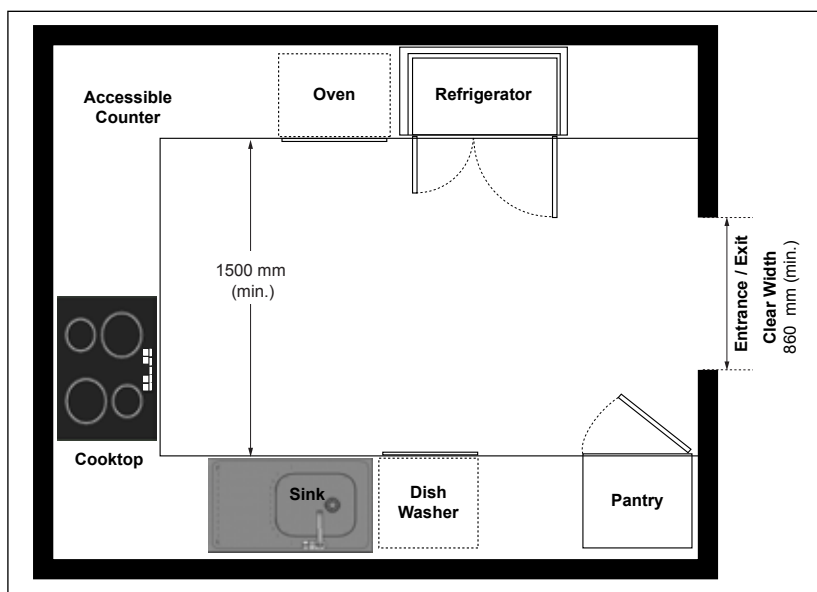 Accessible
Counter
Oven
Refrigerator
1500 mm
(min.)
Entrance / Exit
Clear Width
860 mm (min.)
Cooktop
Sink
Dish
Washer
Pantry